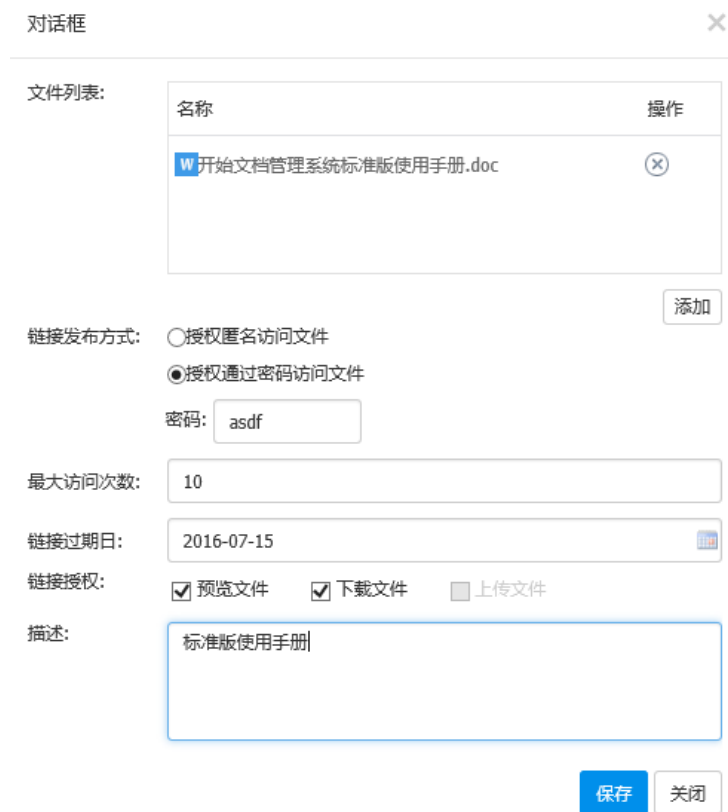 对话框
文件列表:
名称 操作
W开始文档管理系统标准版使用手册.doc
添加
链接发布方式: 授权匿名访问文件
授权通过密码访问文件
密码: asdf
最大访问次数: 10
链接过期日: 2016-07-15
链接授权: 预览文件 下载文件 上传文件
描述: 标准版使用手册
保存 关闭